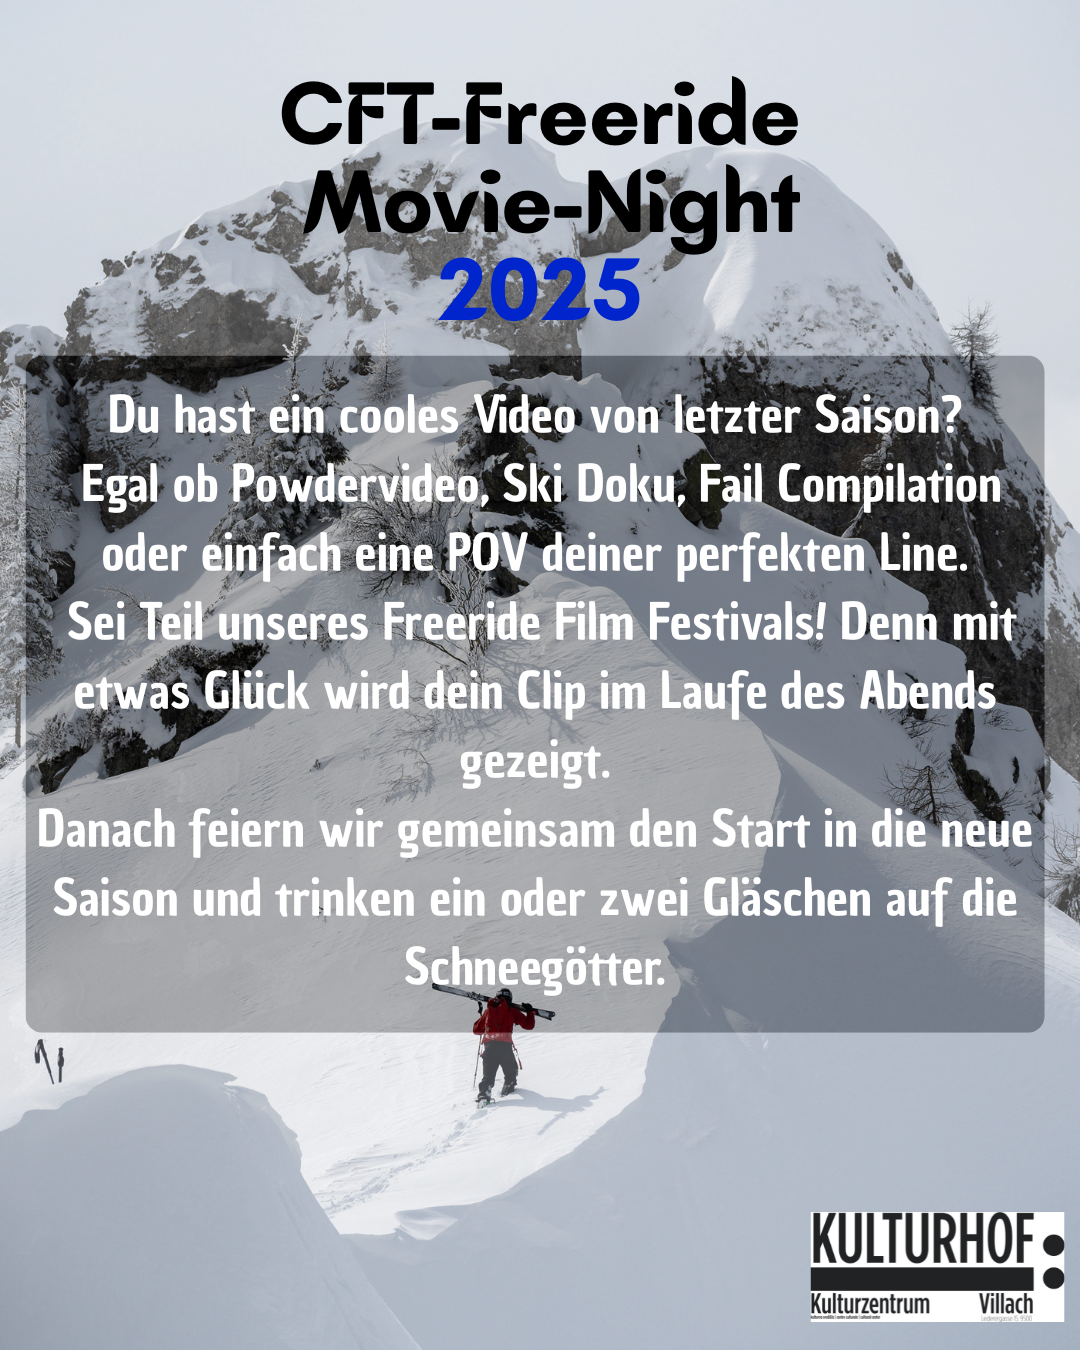 CFT-Freeride
Movie-Night
2025
Du hast ein cooles Video von letzter Saison?
Egal ob Powdervideo, Ski Doku, Fail Compilation
oder einfach eine POV deiner perfekten Line.
Sei Teil unseres Freeride Film Festivals! Denn mit
etwas Glück wird dein Clip im Laufe des Abends
gezeigt.
Danach feiern wir gemeinsam den Start in die neue
Saison und trinken ein oder zwei Gläschen auf die
Schneegötter.
KULTURHOF:
Kulturzentrum Villach
Lederergasse 15, 9500